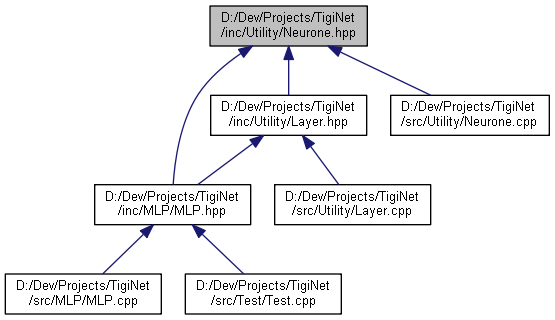 D:/Dev/Projects/TigiNet
/inc/Utility/Neurone.hpp
D:/Dev/Projects/TigiNet
/inc/Utility/Layer.hpp
D:/Dev/Projects/TigiNet
/src/Utility/Neurone.cpp
D:/Dev/Projects/TigiNet
/inc/MLP/MLP.hpp
D:/Dev/Projects/TigiNet
/src/Utility/Layer.cpp
D:/Dev/Projects/TigiNet
/src/MLP/MLP.cpp
D:/Dev/Projects/TigiNet
/src/Test/Test.cpp